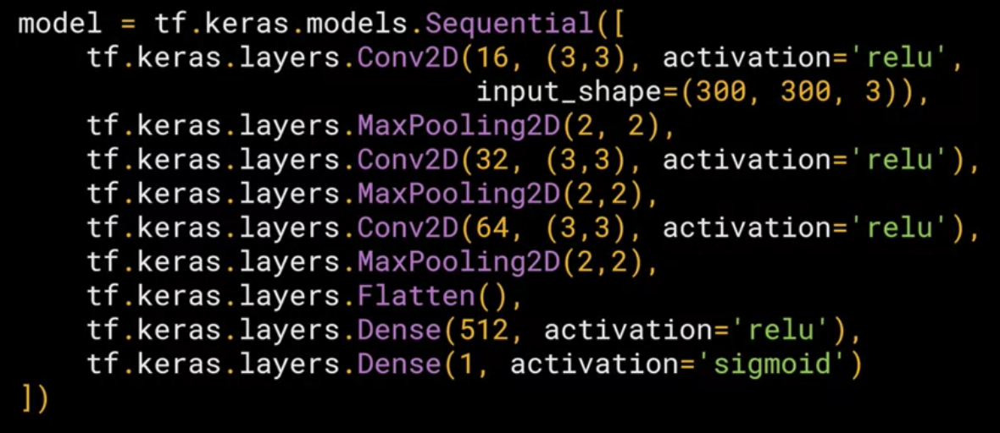 model = tf.keras.models.Sequential([
    tf.keras.layers.Conv2D(16, (3,3), activation='relu',
                           input_shape=(300, 300, 3)),
    tf.keras.layers.MaxPooling2D(2, 2),
    tf.keras.layers.Conv2D(32, (3,3), activation='relu'),
    tf.keras.layers.MaxPooling2D(2,2),
    tf.keras.layers.Conv2D(64, (3,3), activation='relu'),
    tf.keras.layers.MaxPooling2D(2,2),
    tf.keras.layers.Flatten(),
    tf.keras.layers.Dense(512, activation='relu'),
    tf.keras.layers.Dense(1, activation='sigmoid')
])